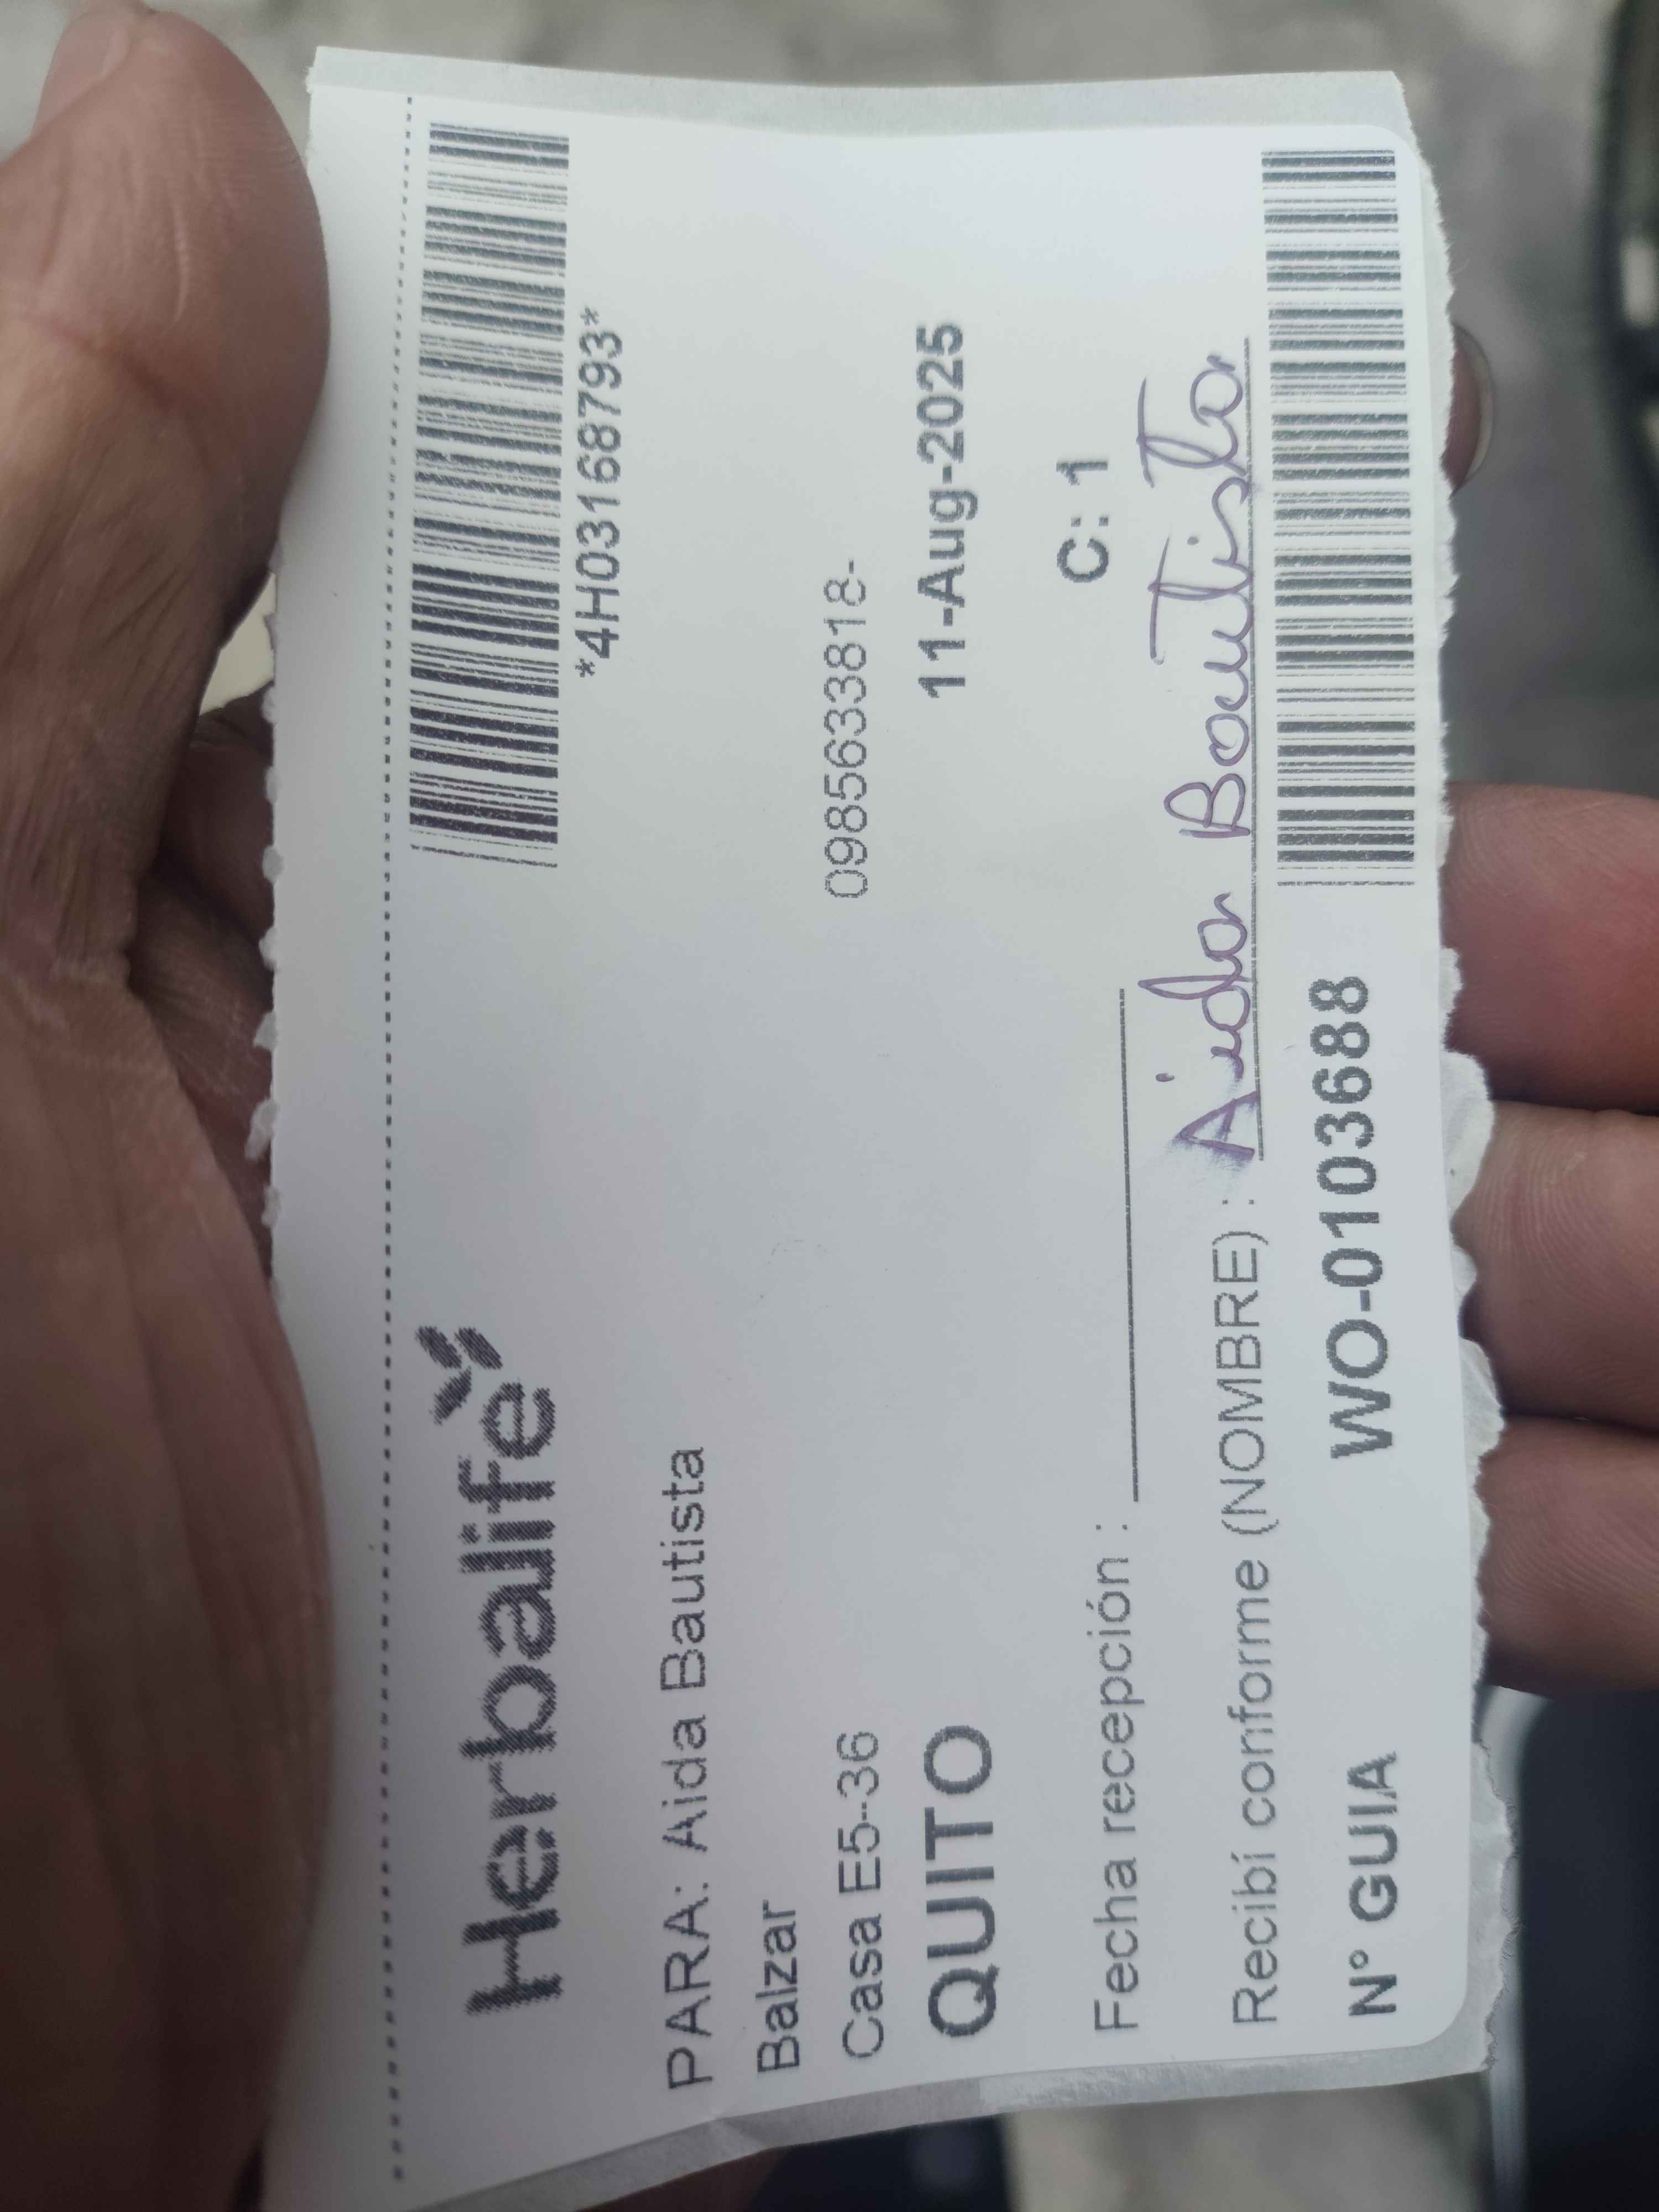 Herbalife
*4H03168793*
PARA: Aida Bautista
Balzar
Casa E5-36
0985633818-
QUITO
11-Aug-2025
C: 1
Fecha recepción :
Recibí conforme (NOMBRE) : Aida Bautista
N° GUIA WO-0103688